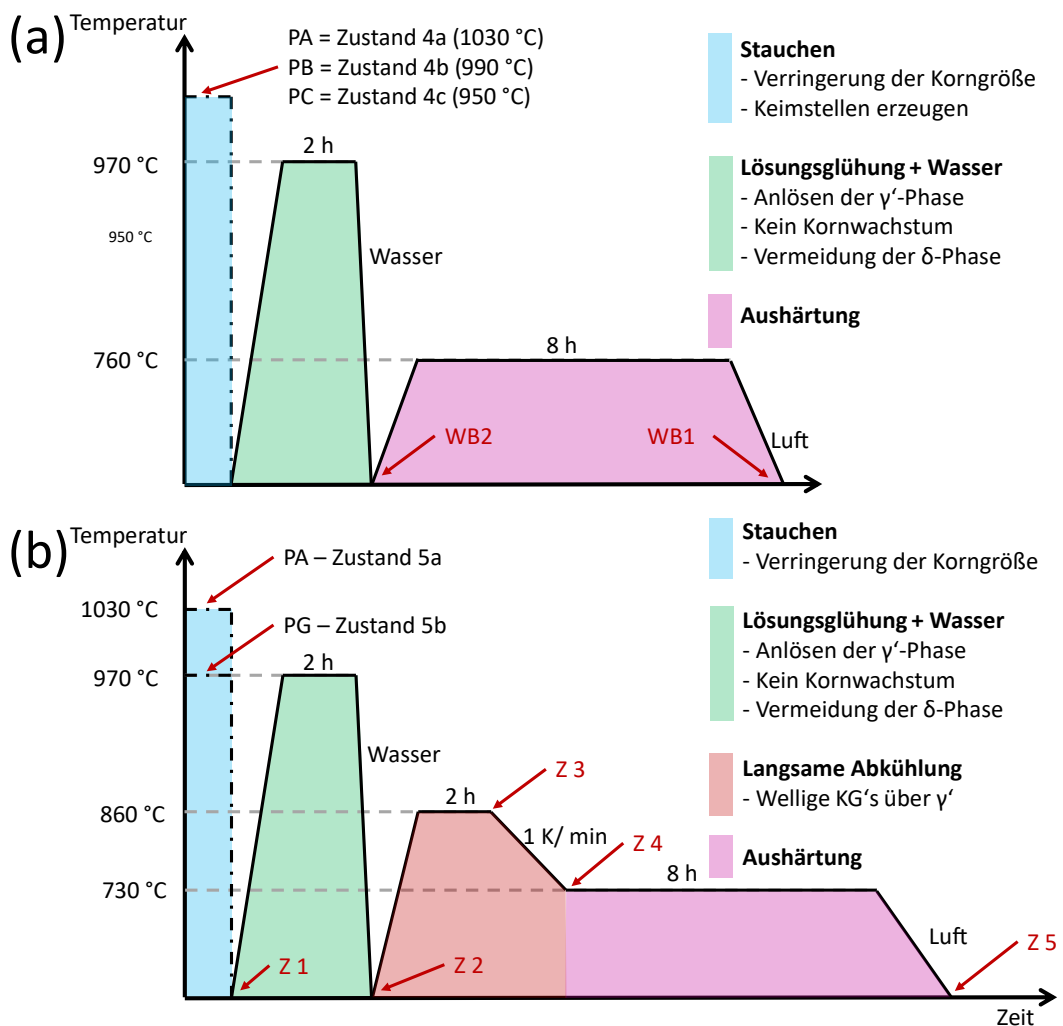 (a)
Temperatur
PA = Zustand 4a (1030 °C)
PB = Zustand 4b (990 °C)
PC = Zustand 4c (950 °C)
2 h
970 °C
950 °C
Wasser
760 °C
8 h
WB2
WB1
Luft
Stauchen
- Verringerung der Korngröße
- Keimstellen erzeugen
Lösungsglühung + Wasser
- Anlösen der γ‘-Phase
- Kein Kornwachstum
- Vermeidung der δ-Phase
Aushärtung
(b)
Temperatur
PA – Zustand 5a
1030 °C
PG – Zustand 5b
2 h
970 °C
Wasser
Z 3
860 °C
2 h
1 K/ min
Z 4
730 °C
8 h
Luft
Z 5
Z 1
Z 2
Zeit
Stauchen
- Verringerung der Korngröße
Lösungsglühung + Wasser
- Anlösen der γ‘-Phase
- Kein Kornwachstum
- Vermeidung der δ-Phase
Langsame Abkühlung
- Wellige KG‘s über γ‘
Aushärtung